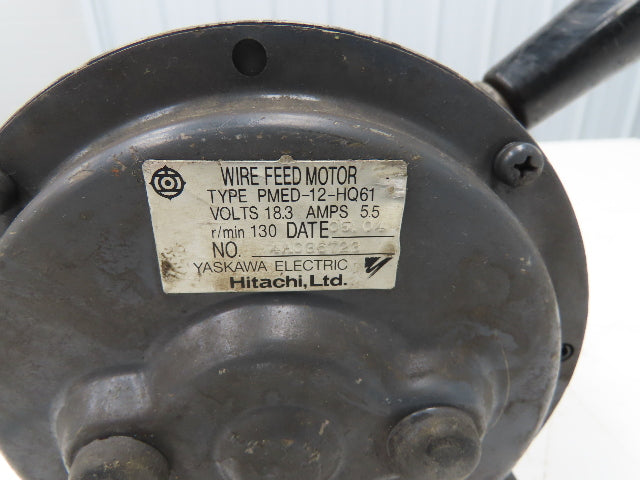 WIRE FEED MOTOR
TYPE PMED-12-HQ61
VOLTS 18.3 AMPS 5.5
r/min 130 DATE
NO.
YASKAWA ELECTRIC
Hitachi, Ltd.